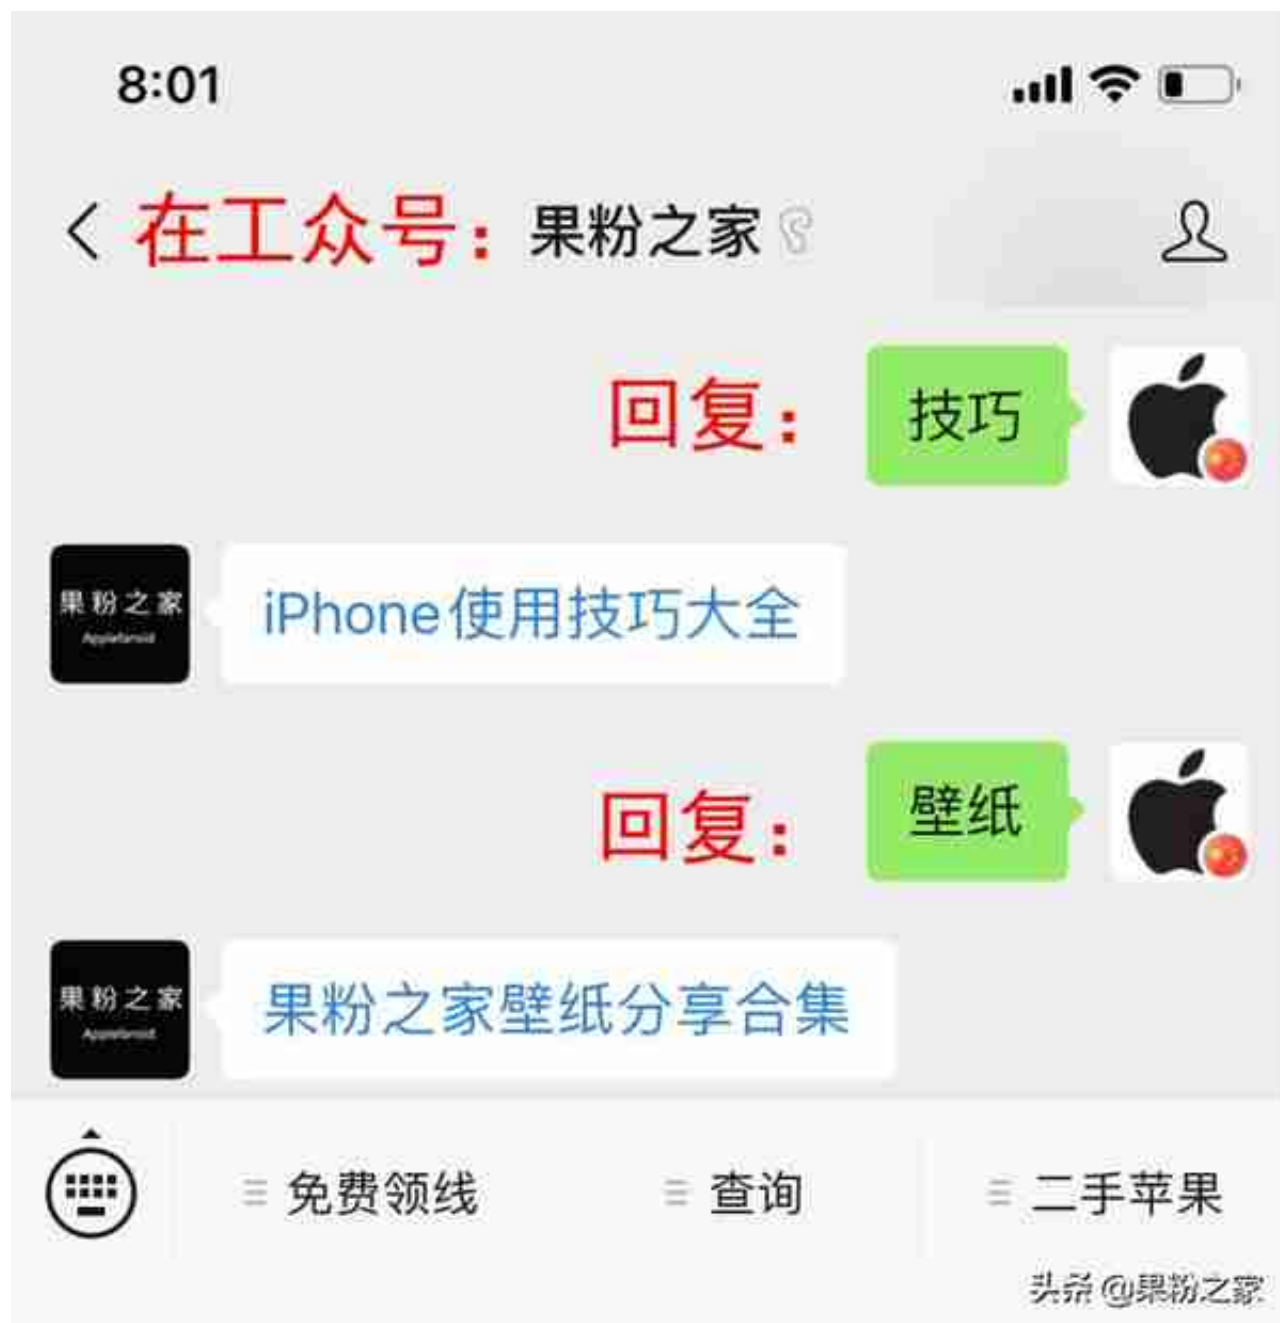 8:01
在工众号：果粉之家
回复：技巧
果粉之家
iPhone使用技巧大全
回复：壁纸
果粉之家
果粉之家壁纸分享合集
免费领线 查询 二手苹果
头条 @果粉之家